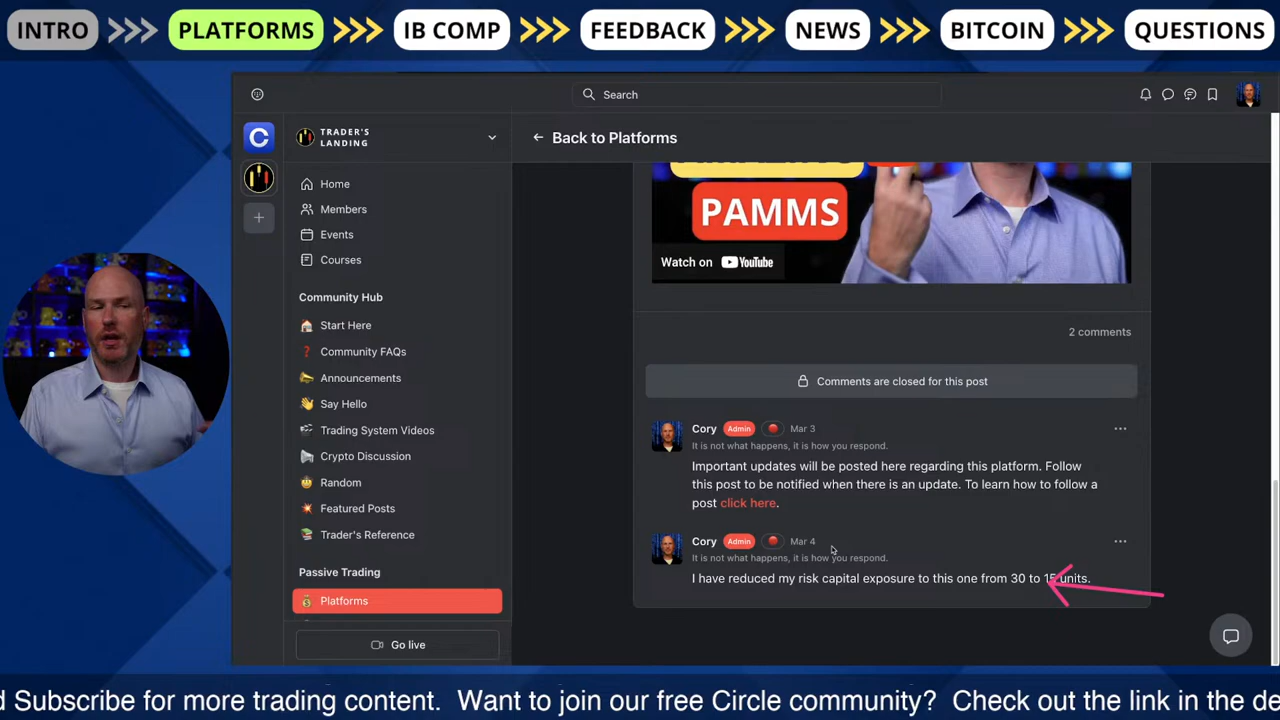 INTRO
PLATFORMS
IB COMP
FEEDBACK
NEWS
BITCOIN
QUESTIONS
Search
TRADER'S
LANDING
Back to Platforms
Home
Members
Events
Courses
Community Hub
Start Here
Community FAQs
Announcements
Say Hello
Trading System Videos
Crypto Discussion
Random
Featured Posts
Trader's Reference
Passive Trading
Platforms
Go live
PAMMS
Watch on YouTube
2 comments
Comments are closed for this post
Cory Admin Mar 3
It is not what happens, it is how you respond.
Important updates will be posted here regarding this platform. Follow
this post to be notified when there is an update. To learn how to follow a
post click here.
Cory Admin Mar 4
It is not what happens, it is how you respond.
I have reduced my risk capital exposure to this one from 30 to 15 units.
d Subscribe for more trading content. Want to join our free Circle community? Check out the link in the de